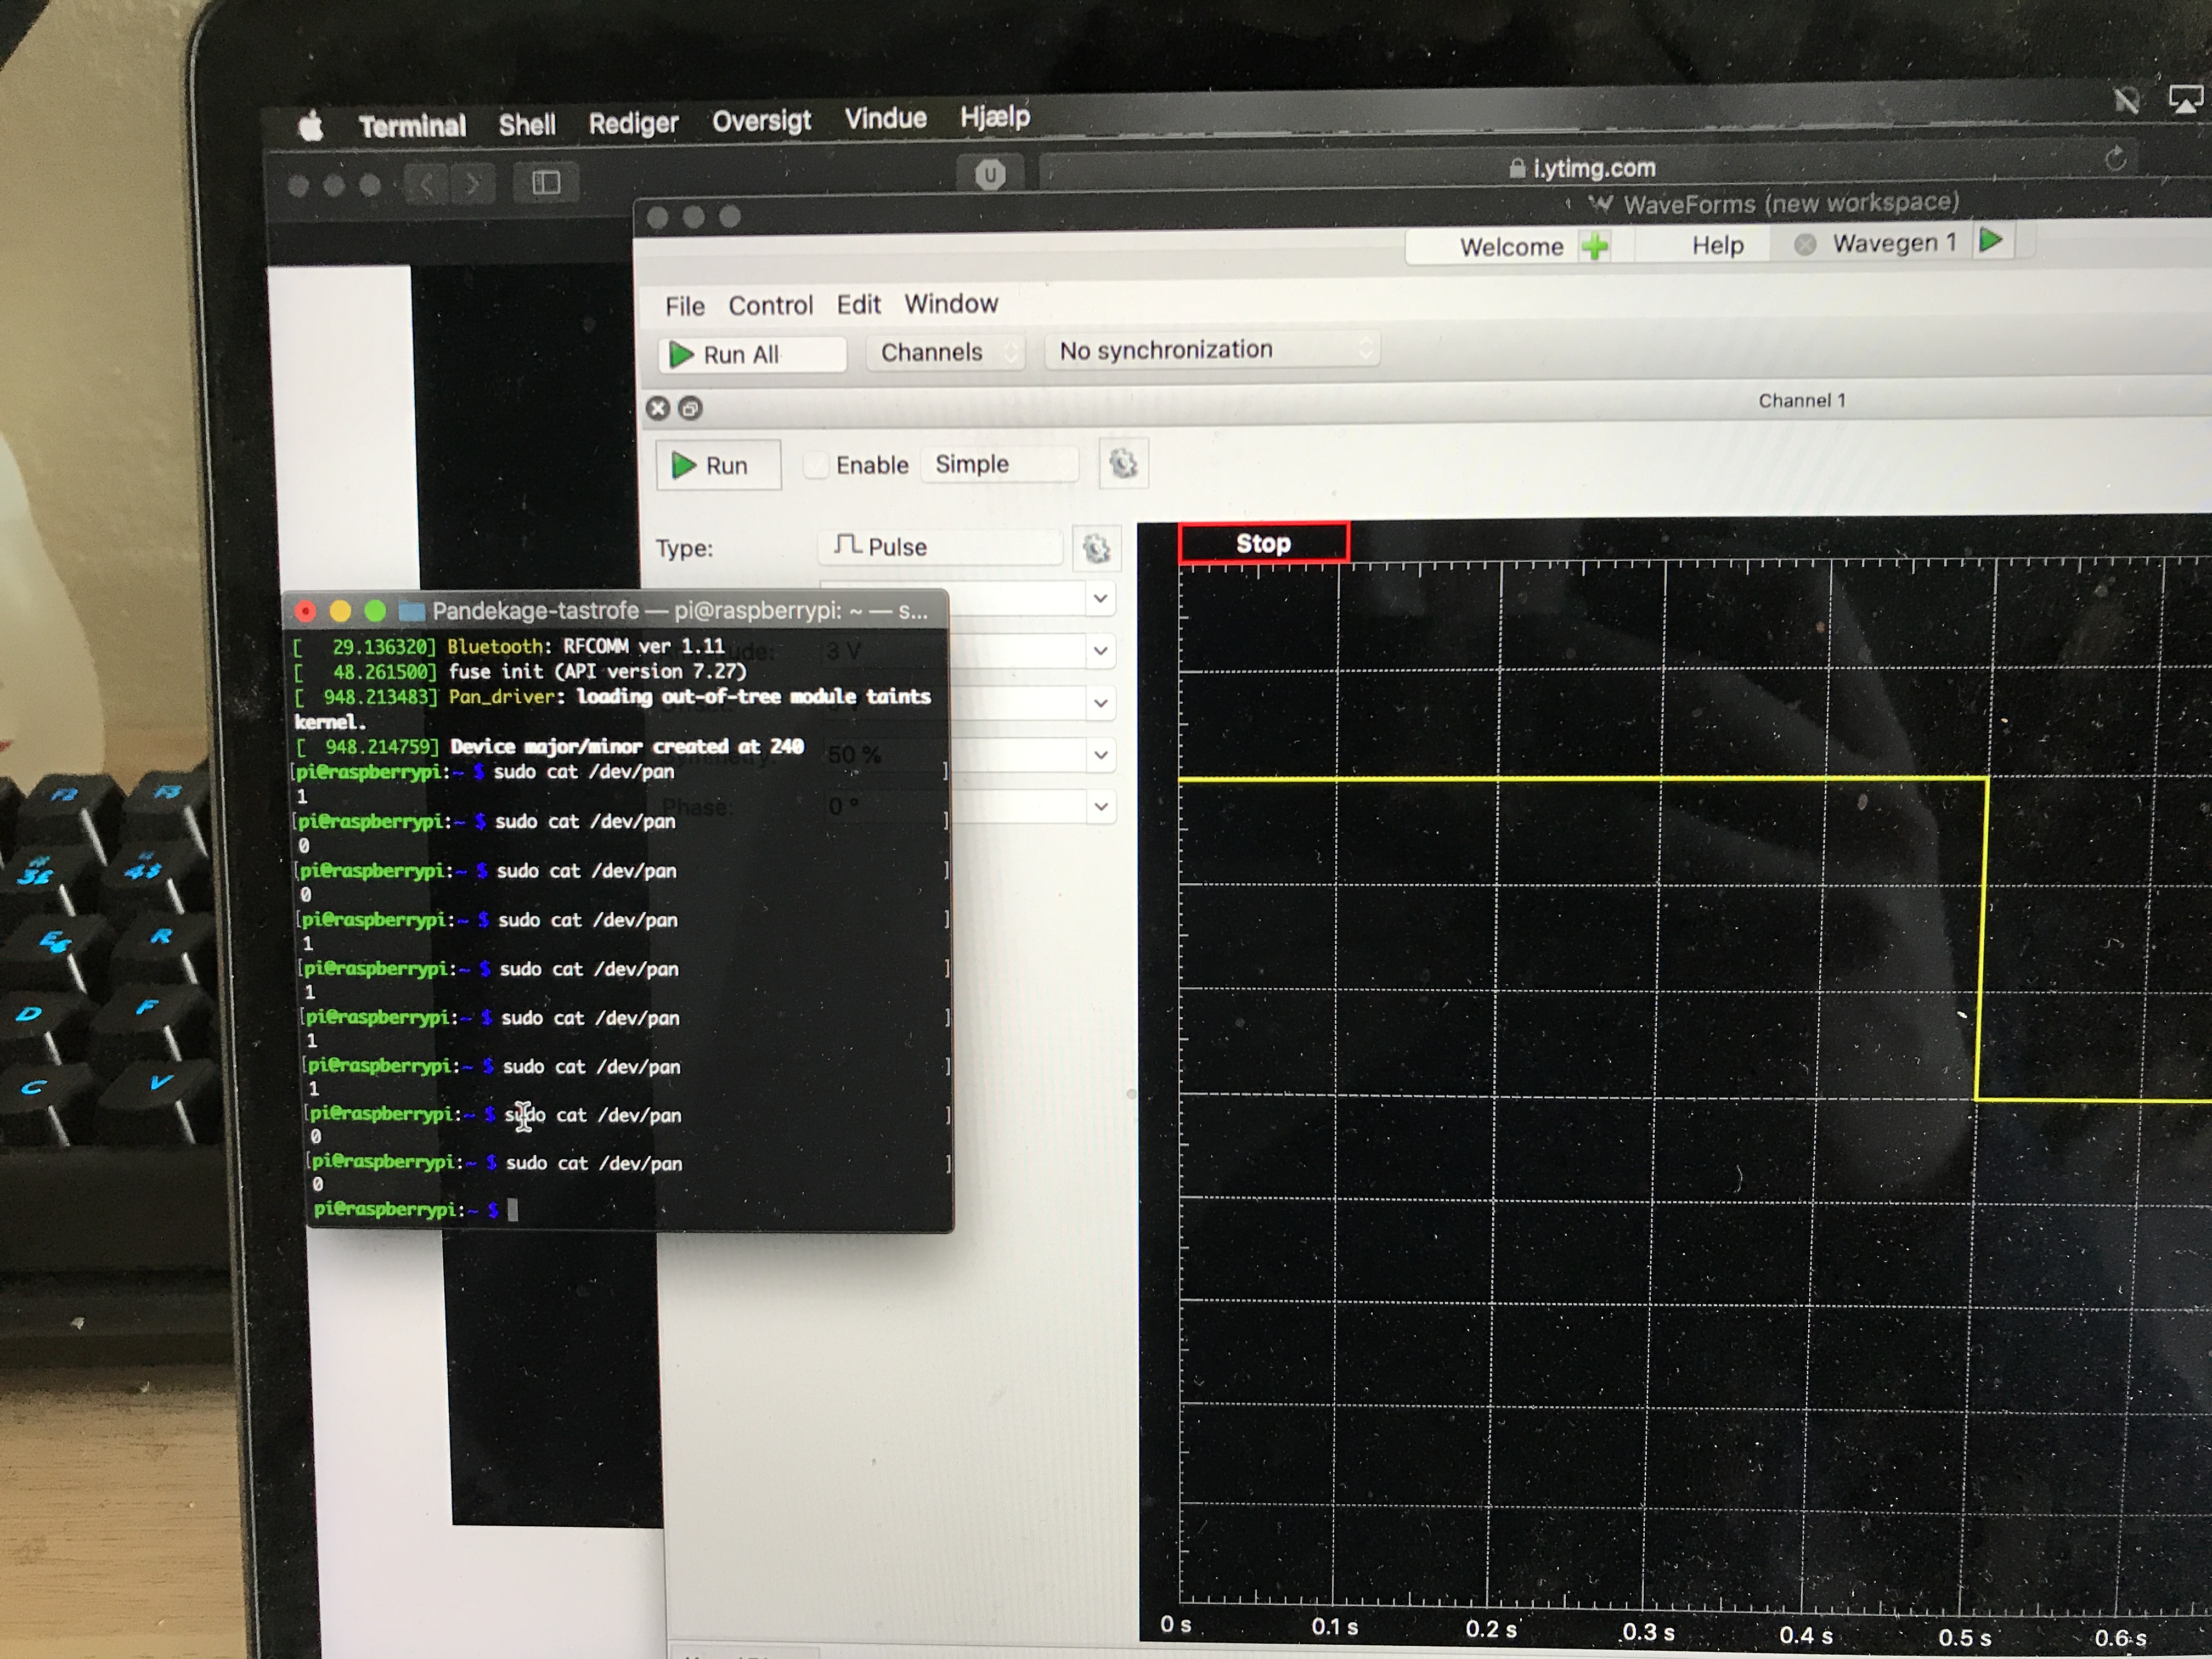 Terminal Shell Rediger Oversigt Vindue Hjælp
i.ytimg.com
WaveForms (new workspace)
Welcome Help Wavegen 1
File Control Edit Window
Run All Channels No synchronization
Channel 1
Run Enable Simple
Type: Pulse
Stop
3 V
50 %
Phase: 0 °
Pandekage-tastrofe — pi@raspberrypi: ~ — s...
[   29.136320] Bluetooth: RFCOMM ver 1.11
[   48.261500] fuse init (API version 7.27)
[  948.213483] Pan_driver: loading out-of-tree module taints
kernel.
[  948.214759] Device major/minor created at 240
[pi@raspberrypi:~ $ sudo cat /dev/pan ]
1
[pi@raspberrypi:~ $ sudo cat /dev/pan ]
0
[pi@raspberrypi:~ $ sudo cat /dev/pan ]
0
[pi@raspberrypi:~ $ sudo cat /dev/pan ]
1
[pi@raspberrypi:~ $ sudo cat /dev/pan ]
1
[pi@raspberrypi:~ $ sudo cat /dev/pan ]
1
[pi@raspberrypi:~ $ sudo cat /dev/pan ]
1
[pi@raspberrypi:~ $ sudo cat /dev/pan ]
0
[pi@raspberrypi:~ $ sudo cat /dev/pan ]
0
pi@raspberrypi:~ $
0 s 0.1 s 0.2 s 0.3 s 0.4 s 0.5 s 0.6 s
E R
D F
C V